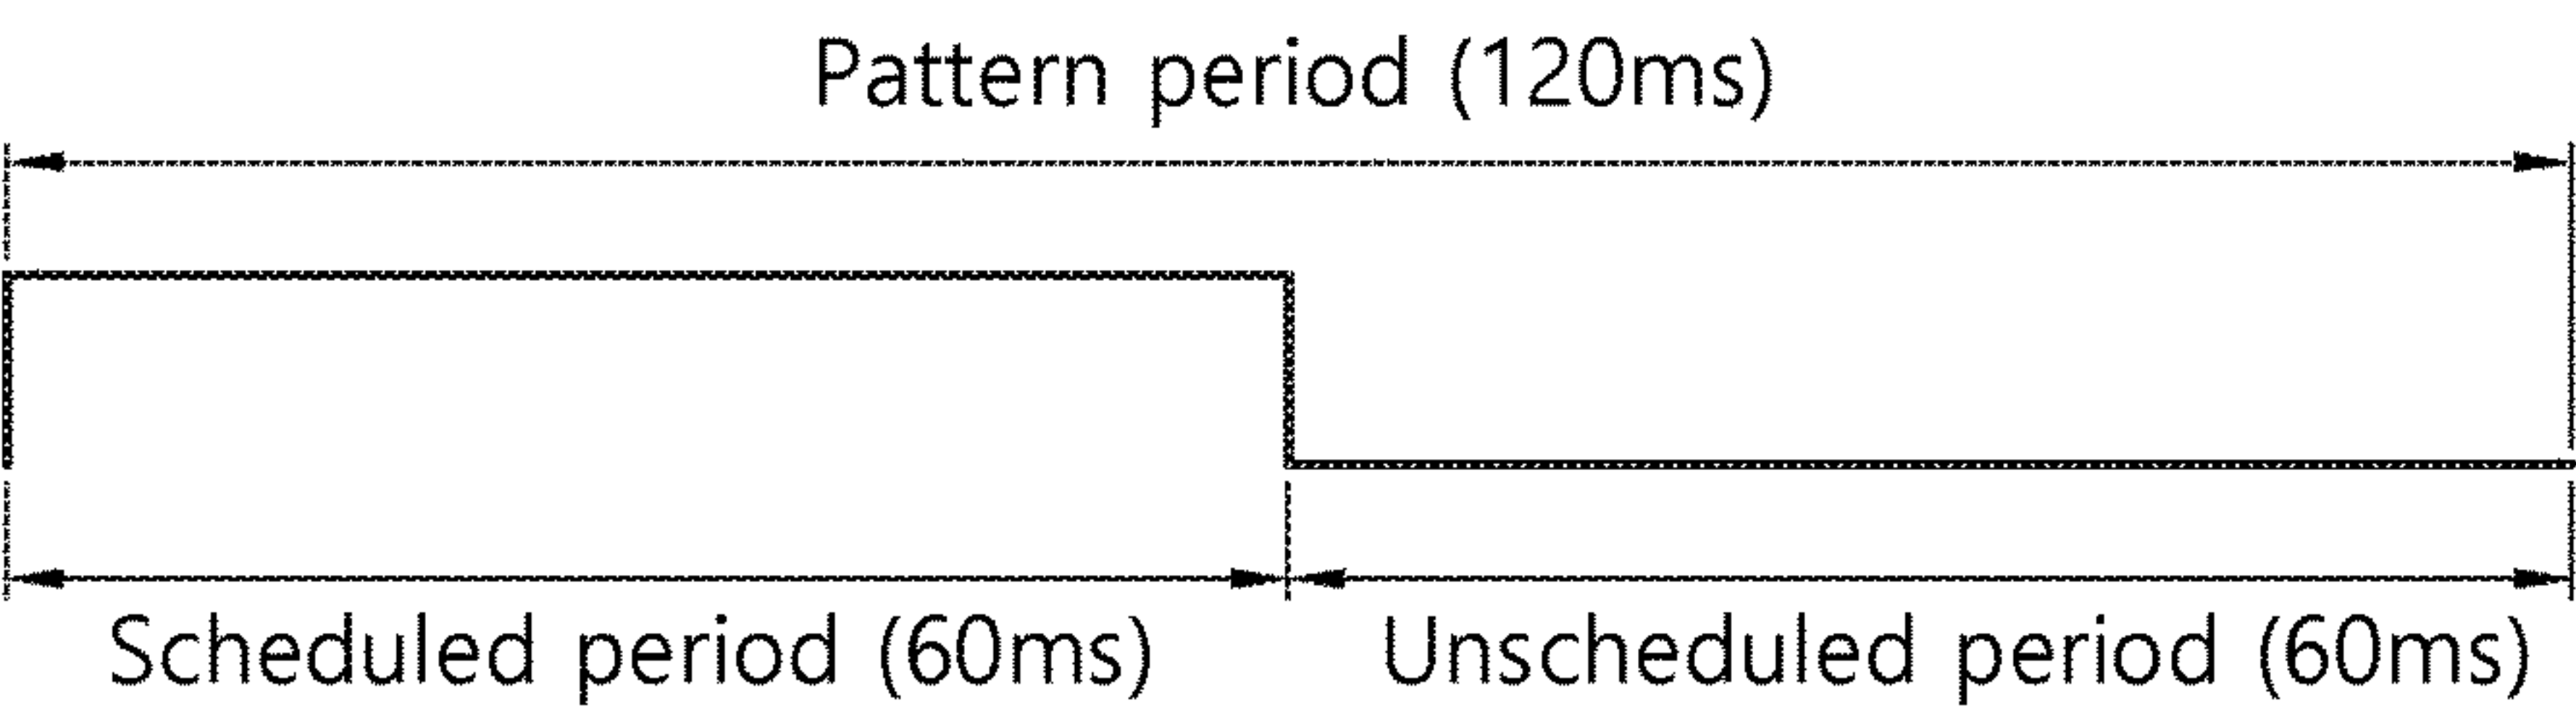 Pattern period (120ms)
Scheduled period (60ms)
Unscheduled period (60ms)